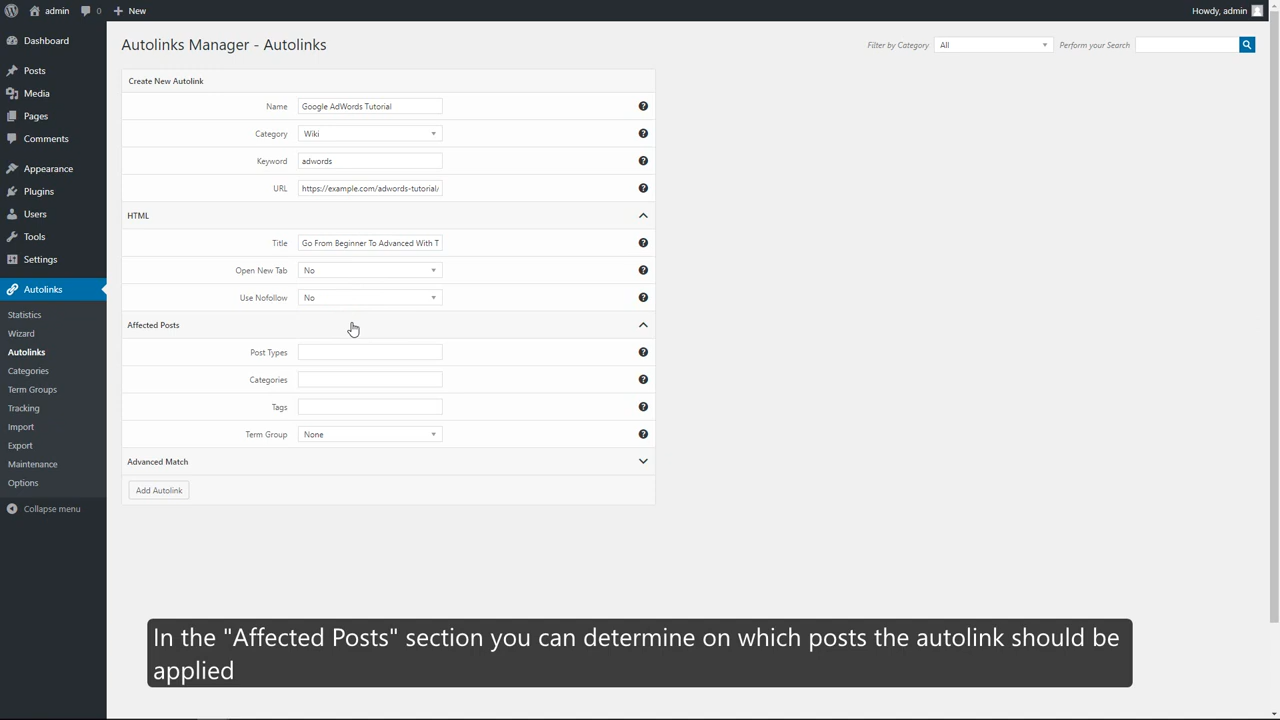 admin 0 New Howdy, admin
Dashboard
Posts
Media
Pages
Comments
Appearance
Plugins
Users
Tools
Settings
Autolinks
Statistics
Wizard
Autolinks
Categories
Term Groups
Tracking
Import
Export
Maintenance
Options
Collapse menu
Autolinks Manager - Autolinks
Filter by Category All Perform your Search
Create New Autolink
Name Google AdWords Tutorial
Category Wiki
Keyword adwords
URL https://example.com/adwords-tutorial/
HTML
Title Go From Beginner To Advanced With T
Open New Tab No
Use Nofollow No
Affected Posts
Post Types
Categories
Tags
Term Group None
Advanced Match
Add Autolink
In the "Affected Posts" section you can determine on which posts the autolink should be
applied